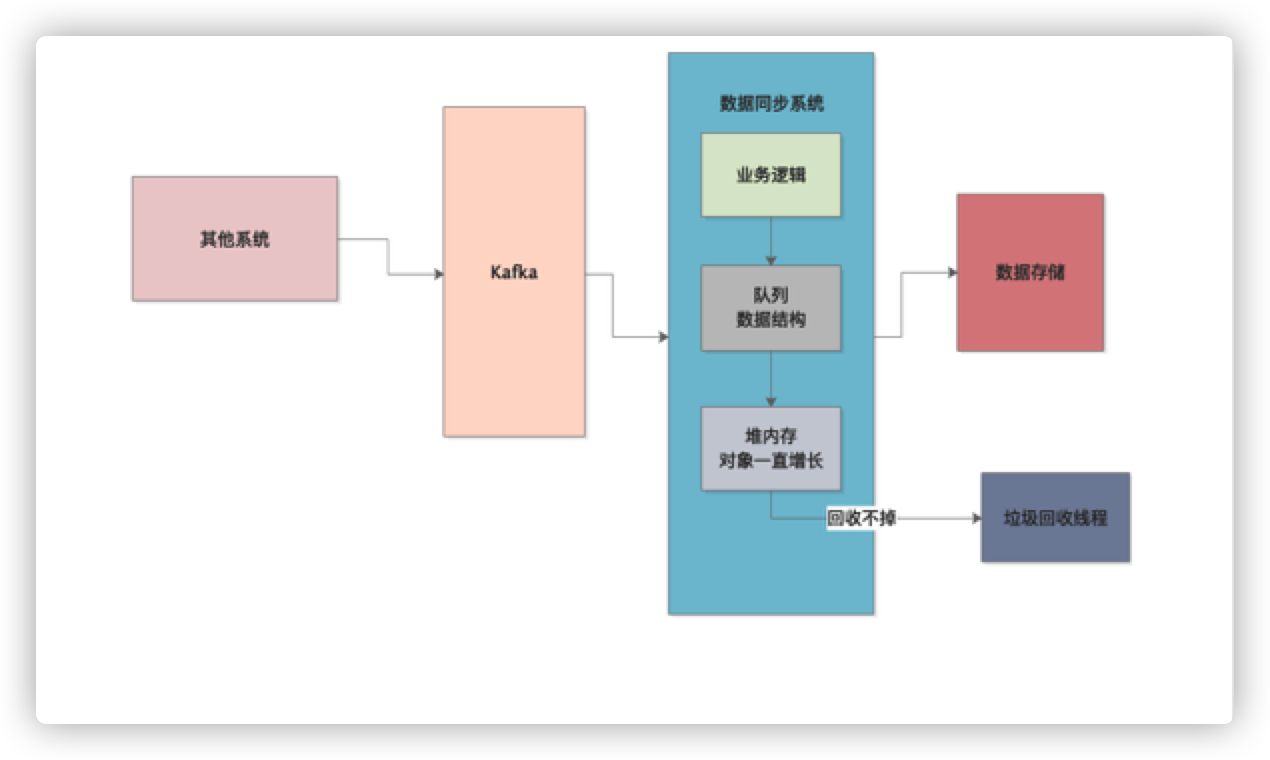 数据同步系统
业务逻辑
其他系统
Kafka
队列
数据结构
数据存储
堆内存
对象一直增长
回收不掉
垃圾回收线程